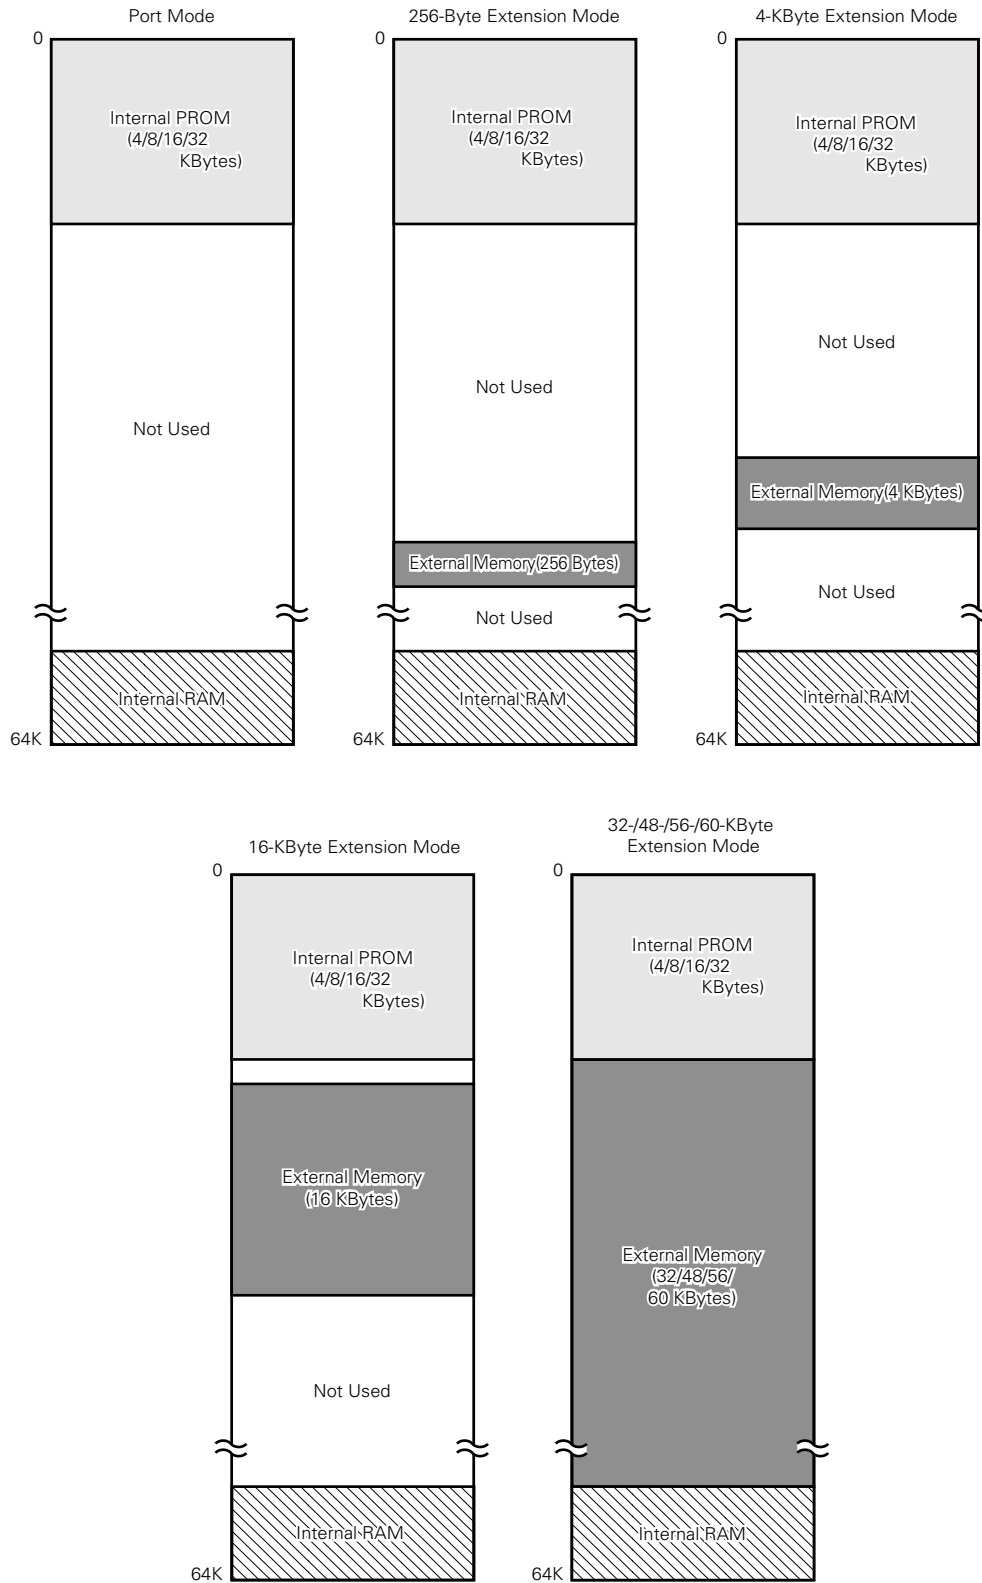 Port Mode
0
Internal PROM
(4/8/16/32
KBytes)
Not Used
Internal RAM
64K
256-Byte Extension Mode
0
Internal PROM
(4/8/16/32
KBytes)
Not Used
External Memory(256 Bytes)
Not Used
Internal RAM
64K
4-KByte Extension Mode
0
Internal PROM
(4/8/16/32
KBytes)
Not Used
External Memory(4 KBytes)
Not Used
Internal RAM
64K
16-KByte Extension Mode
0
Internal PROM
(4/8/16/32
KBytes)
External Memory
(16 KBytes)
Not Used
Internal RAM
64K
32-/48-/56-/60-KByte
Extension Mode
0
Internal PROM
(4/8/16/32
KBytes)
External Memory
(32/48/56/
60 KBytes)
Internal RAM
64K